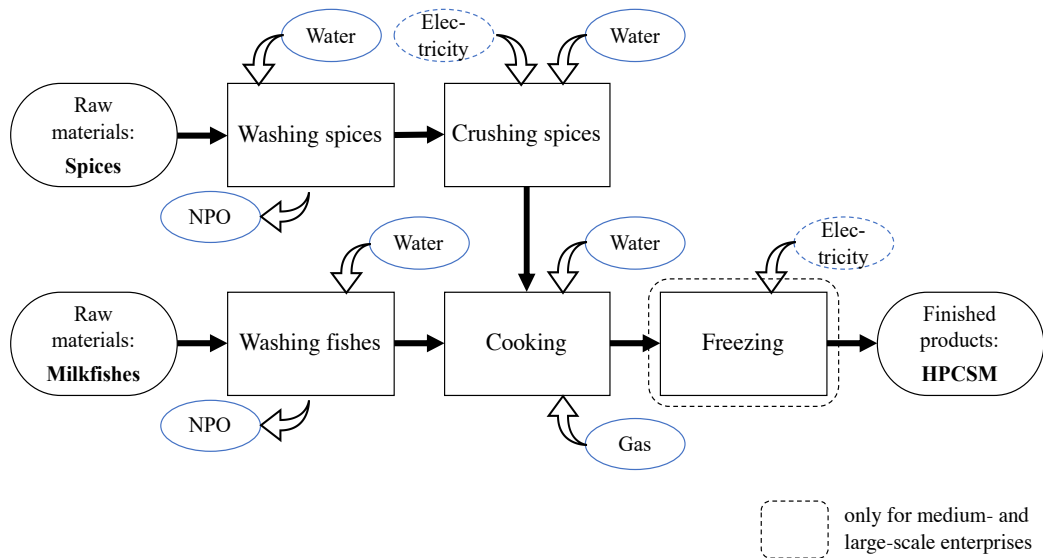 Water
Elec-
tricity
Water
Raw
materials:
Spices
Washing spices
Crushing spices
NPO
Water
Water
Elec-
tricity
Raw
materials:
Milkfishes
Washing fishes
Cooking
Freezing
Finished
products:
HPCSM
NPO
Gas
only for medium- and
large-scale enterprises